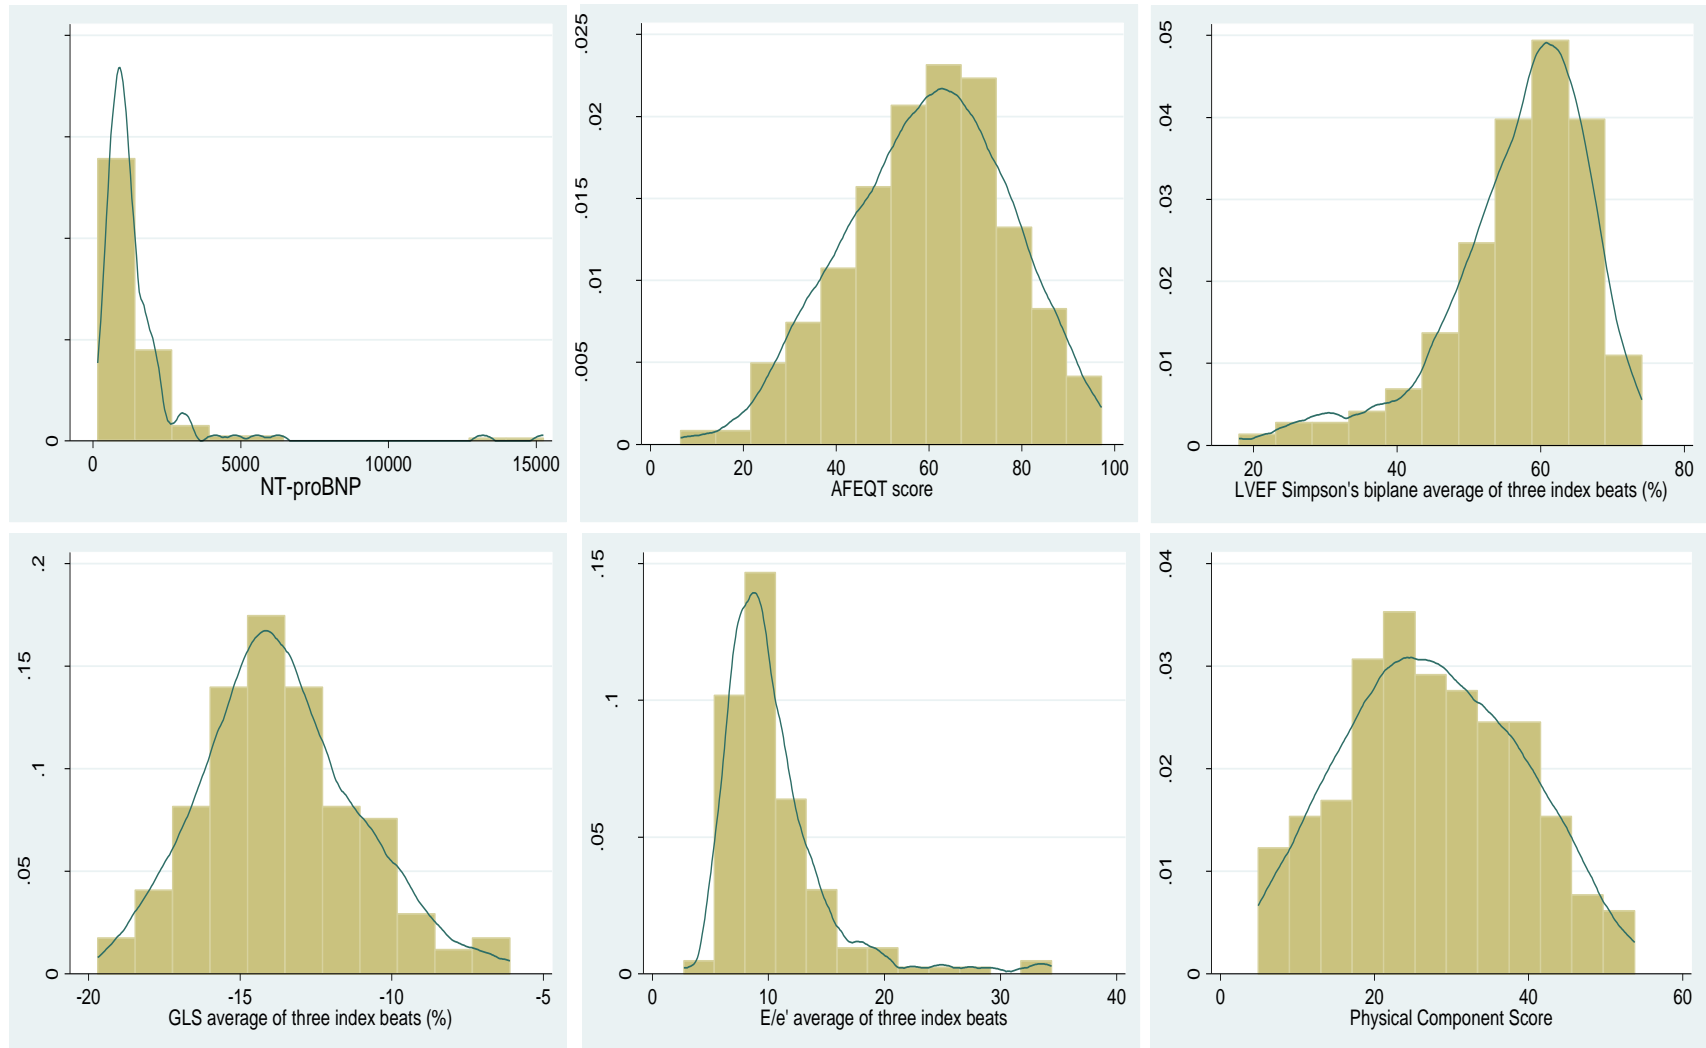 0
0 5000 10000 15000
NT-proBNP
.025
.02
.015
.01
.005
0
0 20 40 60 80 100
AFEQT score
.05
.04
.03
.02
.01
0
20 40 60 80
LVEF Simpson's biplane average of three index beats (%)
.2
.15
.1
.05
0
-20 -15 -10 -5
GLS average of three index beats (%)
.15
.1
.05
0
0 10 20 30 40
E/e' average of three index beats
.04
.03
.02
.01
0
0 20 40 60
Physical Component Score